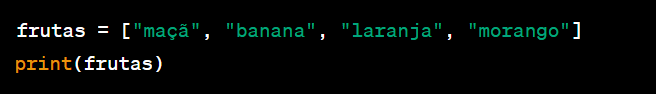 frutas = ["maçã", "banana", "laranja", "morango"]
print(frutas)